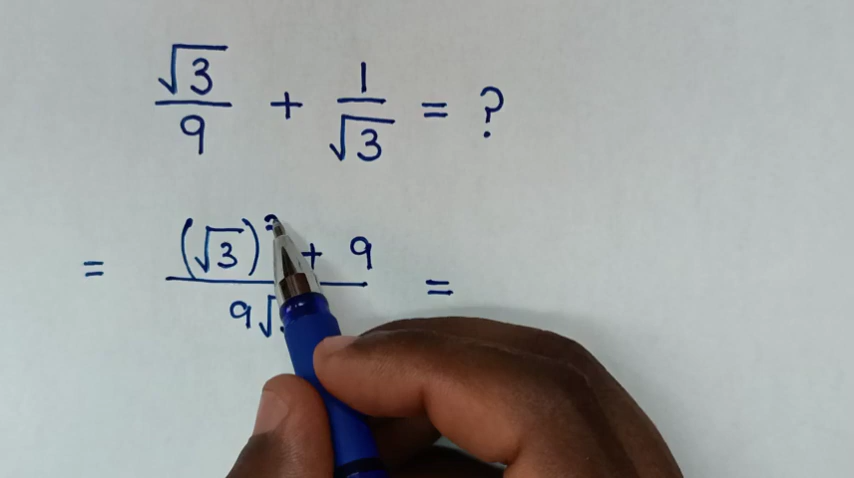 √3/9 + 1/√3 = ?
= ((√3)² + 9)/(9√ =